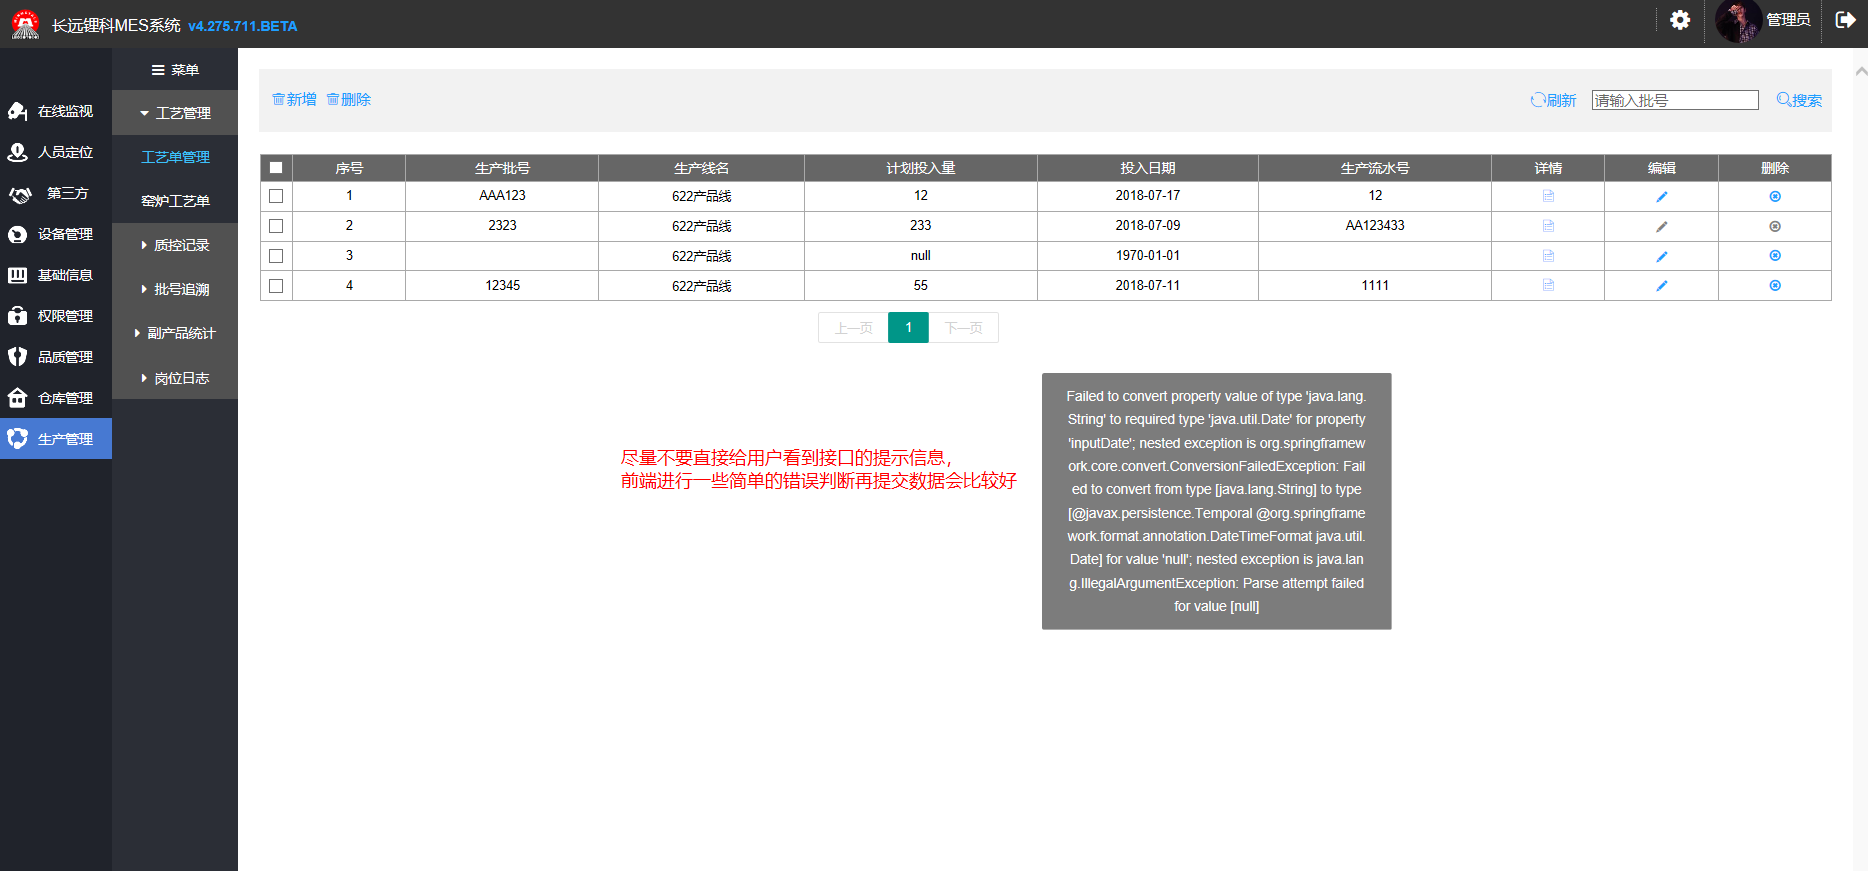 长远锂科MES系统 v4.275.711.BETA
管理员
菜单
工艺管理
工艺单管理
窑炉工艺单
质控记录
批号追溯
副产品统计
岗位日志
在线监视
人员定位
第三方
设备管理
基础信息
权限管理
品质管理
仓库管理
生产管理
新增 删除
刷新 请输入批号 搜索
序号 生产批号 生产线名 计划投入量 投入日期 生产流水号 详情 编辑 删除
1 AAA123 622产品线 12 2018-07-17 12
2 2323 622产品线 233 2018-07-09 AA123433
3 622产品线 null 1970-01-01
4 12345 622产品线 55 2018-07-11 1111
上一页 1 下一页
尽量不要直接给用户看到接口的提示信息，
前端进行一些简单的错误判断再提交数据会比较好
Failed to convert property value of type 'java.lang.
String' to required type 'java.util.Date' for property
'inputDate'; nested exception is org.springframew
ork.core.convert.ConversionFailedException: Fail
ed to convert from type [java.lang.String] to type
[@javax.persistence.Temporal @org.springframe
work.format.annotation.DateTimeFormat java.util.
Date] for value 'null'; nested exception is java.lan
g.IllegalArgumentException: Parse attempt failed
for value [null]